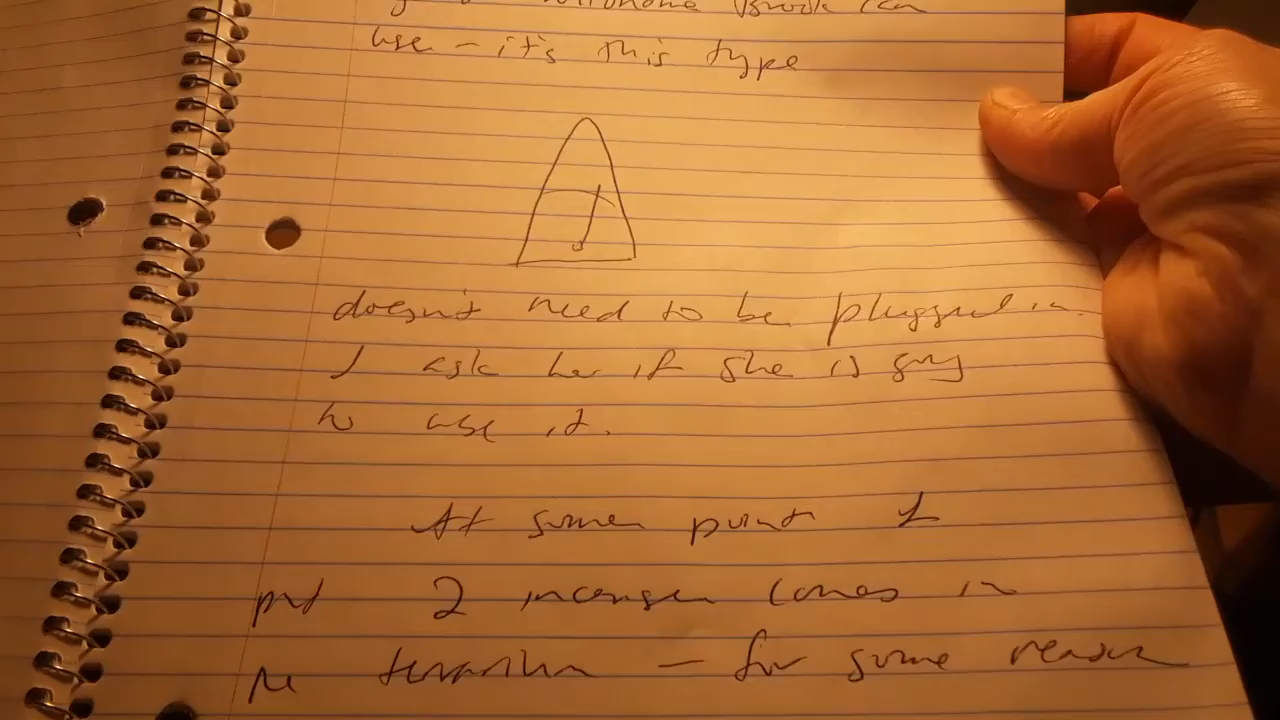 use - it's this type
doesn't need to be plugged in.
I ask her if she is going
to use it.
At some point I
put 2 incense cones in
the terrarium - for some reason